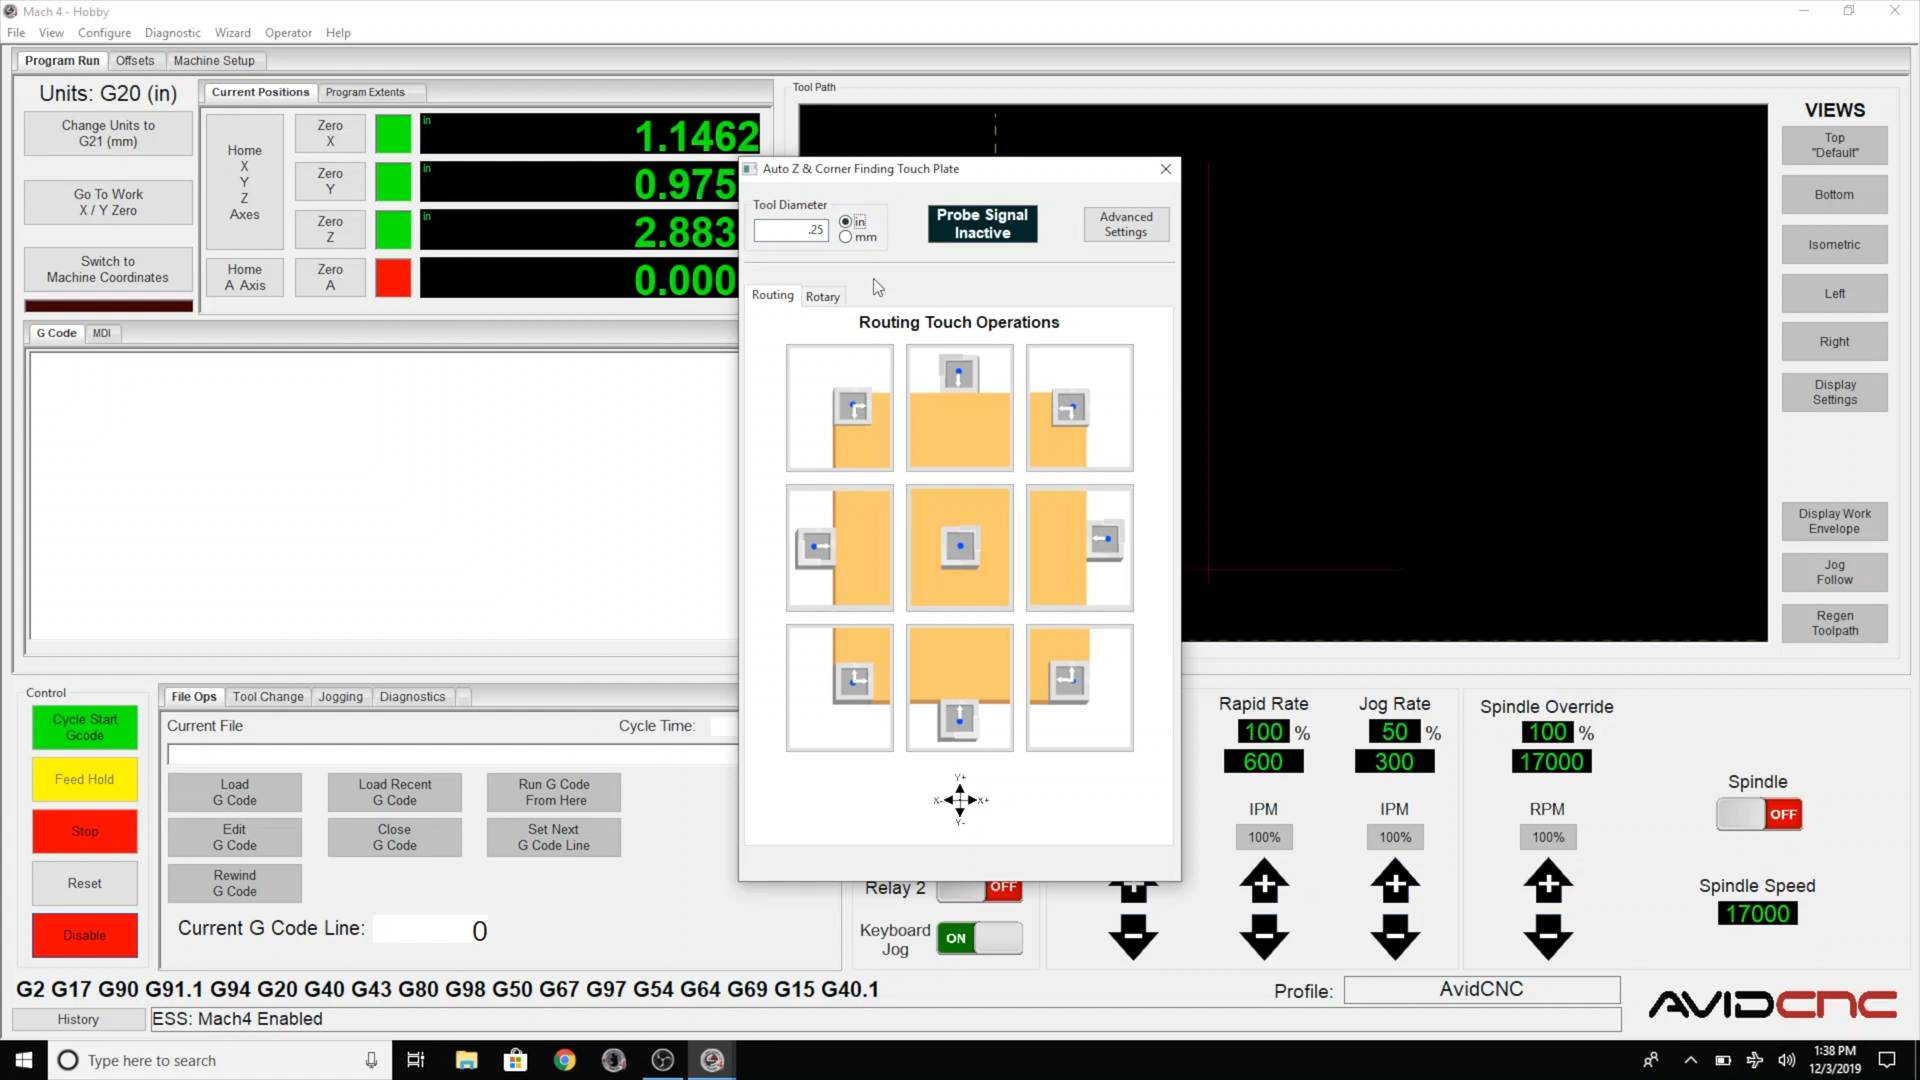 Mach 4 - Hobby
File View Configure Diagnostic Wizard Operator Help
Program Run Offsets Machine Setup
Units: G20 (in)
Change Units to
G21 (mm)
Go To Work
X / Y Zero
Switch to
Machine Coordinates
Current Positions Program Extents
Home
X
Y
Z
Axes
Home
A Axis
Zero
X
in
1.1462
Zero
Y
in
0.975
Zero
Z
in
2.883
Zero
A
0.000
Tool Path
VIEWS
Top
"Default"
Bottom
Isometric
Left
Right
Display
Settings
Display Work
Envelope
Jog
Follow
Regen
Toolpath
G Code MDI
Auto Z & Corner Finding Touch Plate
Tool Diameter
.25
in
mm
Probe Signal
Inactive
Advanced
Settings
Routing Rotary
Routing Touch Operations
Y+
X- X+
Y-
Control
Cycle Start
Gcode
Feed Hold
Stop
Reset
Disable
File Ops Tool Change Jogging Diagnostics
Current File
Cycle Time:
Load
G Code
Load Recent
G Code
Run G Code
From Here
Edit
G Code
Close
G Code
Set Next
G Code Line
Rewind
G Code
Current G Code Line: 0
Relay 2 OFF
Keyboard
Jog
ON
Rapid Rate
100 %
600
IPM
100%
Jog Rate
50 %
300
IPM
100%
Spindle Override
100 %
17000
RPM
100%
Spindle
OFF
Spindle Speed
17000
G2 G17 G90 G91.1 G94 G20 G40 G43 G80 G98 G50 G67 G97 G54 G64 G69 G15 G40.1
Profile: AvidCNC
AVIDCNC
History
ESS: Mach4 Enabled
Type here to search
1:38 PM
12/3/2019